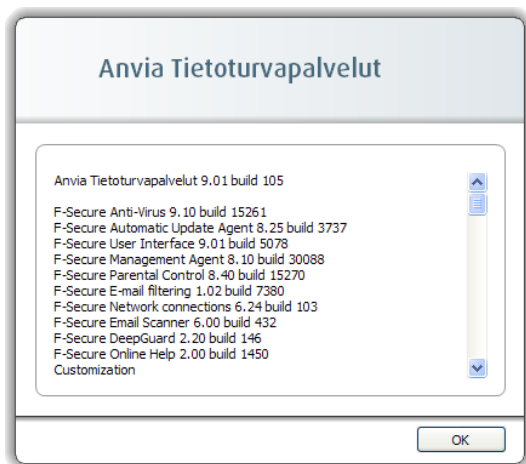 Anvia Tietoturvapalvelut
Anvia Tietoturvapalvelut 9.01 build 105
F-Secure Anti-Virus 9.10 build 15261
F-Secure Automatic Update Agent 8.25 build 3737
F-Secure User Interface 9.01 build 5078
F-Secure Management Agent 8.10 build 30088
F-Secure Parental Control 8.40 build 15270
F-Secure E-mail filtering 1.02 build 7380
F-Secure Network connections 6.24 build 103
F-Secure Email Scanner 6.00 build 432
F-Secure DeepGuard 2.20 build 146
F-Secure Online Help 2.00 build 1450
Customization
OK